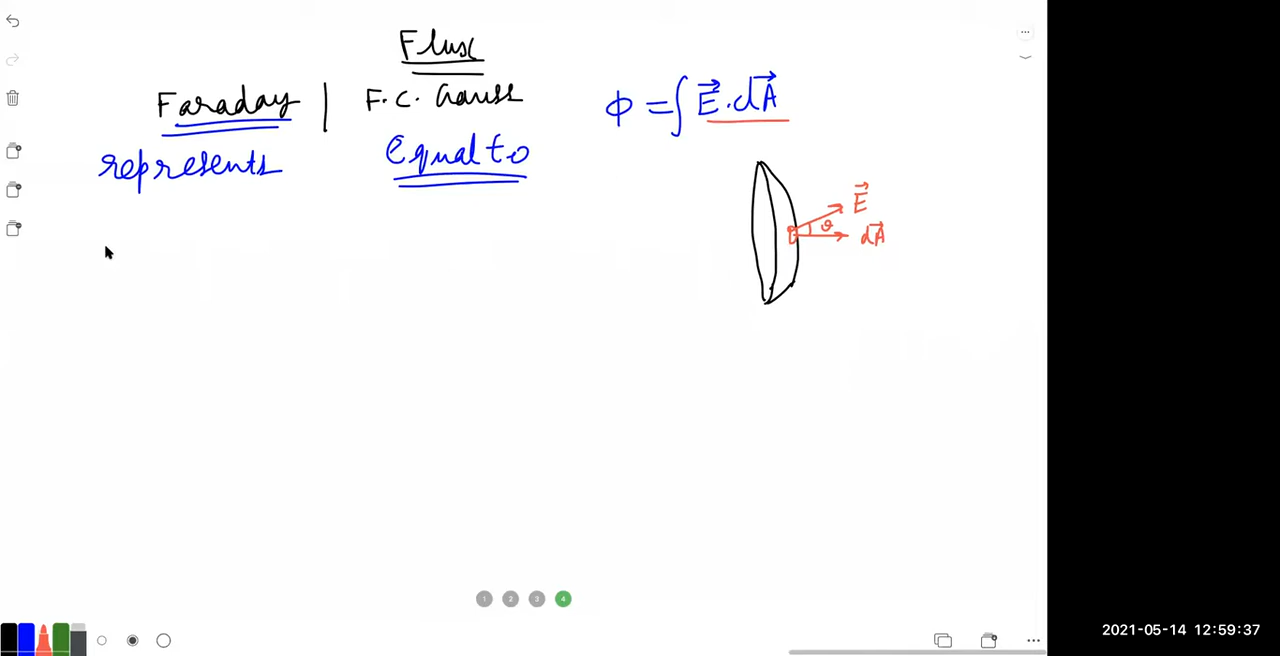 Flux
Faraday | F.C. Gauss
represents
equal to
φ = ∫ E⃗ . dA⃗
E⃗
θ
dA⃗
1 2 3 4
2021-05-14 12:59:37